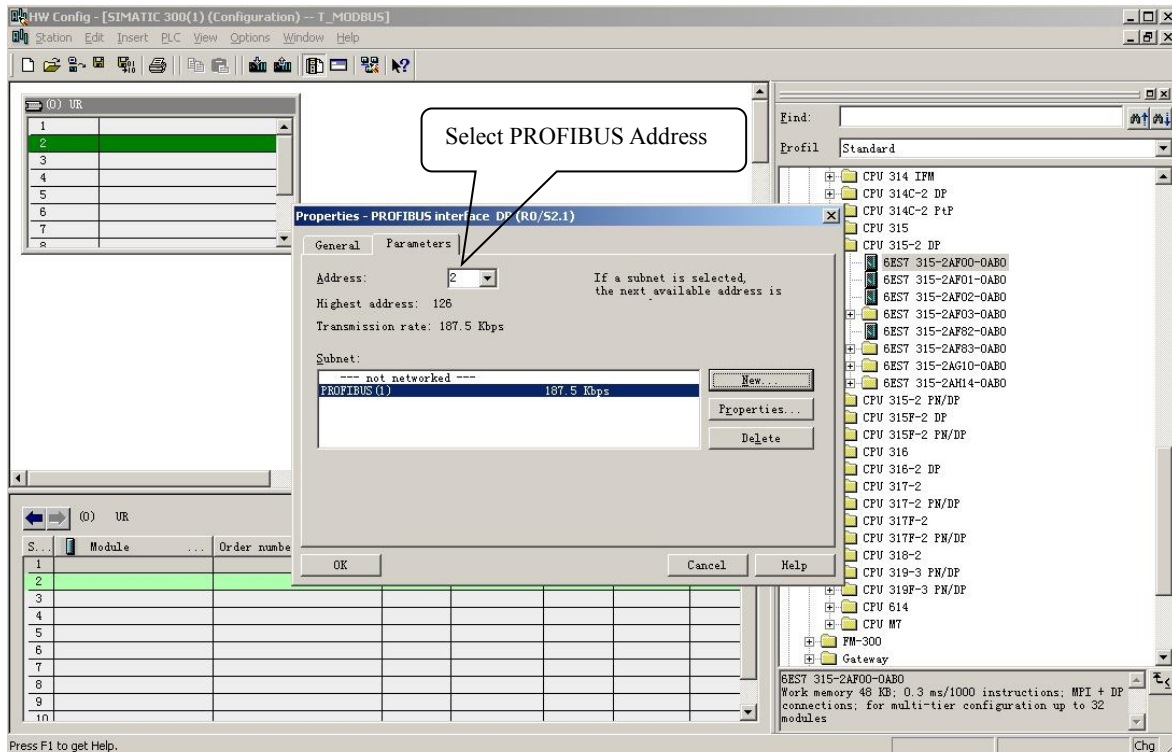 HW Config - [SIMATIC 300(1) (Configuration) -- T_MODBUS]
Station Edit Insert PLC View Options Window Help
(0) UR
1
2
3
4
5
6
7
8
Select PROFIBUS Address
Find:
Profil Standard
CPU 314 IFM
CPU 314C-2 DP
CPU 314C-2 PtP
CPU 315
CPU 315-2 DP
6ES7 315-2AF00-0AB0
6ES7 315-2AF01-0AB0
6ES7 315-2AF02-0AB0
6ES7 315-2AF03-0AB0
6ES7 315-2AF82-0AB0
6ES7 315-2AF83-0AB0
6ES7 315-2AG10-0AB0
6ES7 315-2AH14-0AB0
CPU 315-2 PN/DP
CPU 315F-2 DP
CPU 315F-2 PN/DP
CPU 316
CPU 316-2 DP
CPU 317-2
CPU 317-2 PN/DP
CPU 317F-2
CPU 317F-2 PN/DP
CPU 318-2
CPU 319-3 PN/DP
CPU 319F-3 PN/DP
CPU 614
CPU M7
FM-300
Gateway
6ES7 315-2AF00-0AB0
Work memory 48 KB; 0.3 ms/1000 instructions; MPI + DP
connections; for multi-tier configuration up to 32
modules
Properties - PROFIBUS interface DP (R0/S2.1)
General Parameters
Address: 2
If a subnet is selected,
the next available address is
Highest address: 126
Transmission rate: 187.5 Kbps
Subnet:
--- not networked ---
PROFIBUS(1) 187.5 Kbps
New...
Properties...
Delete
OK Cancel Help
(0) UR
S... Module ... Order numbe
1
2
3
4
5
6
7
8
9
10
Press F1 to get Help.
Chg